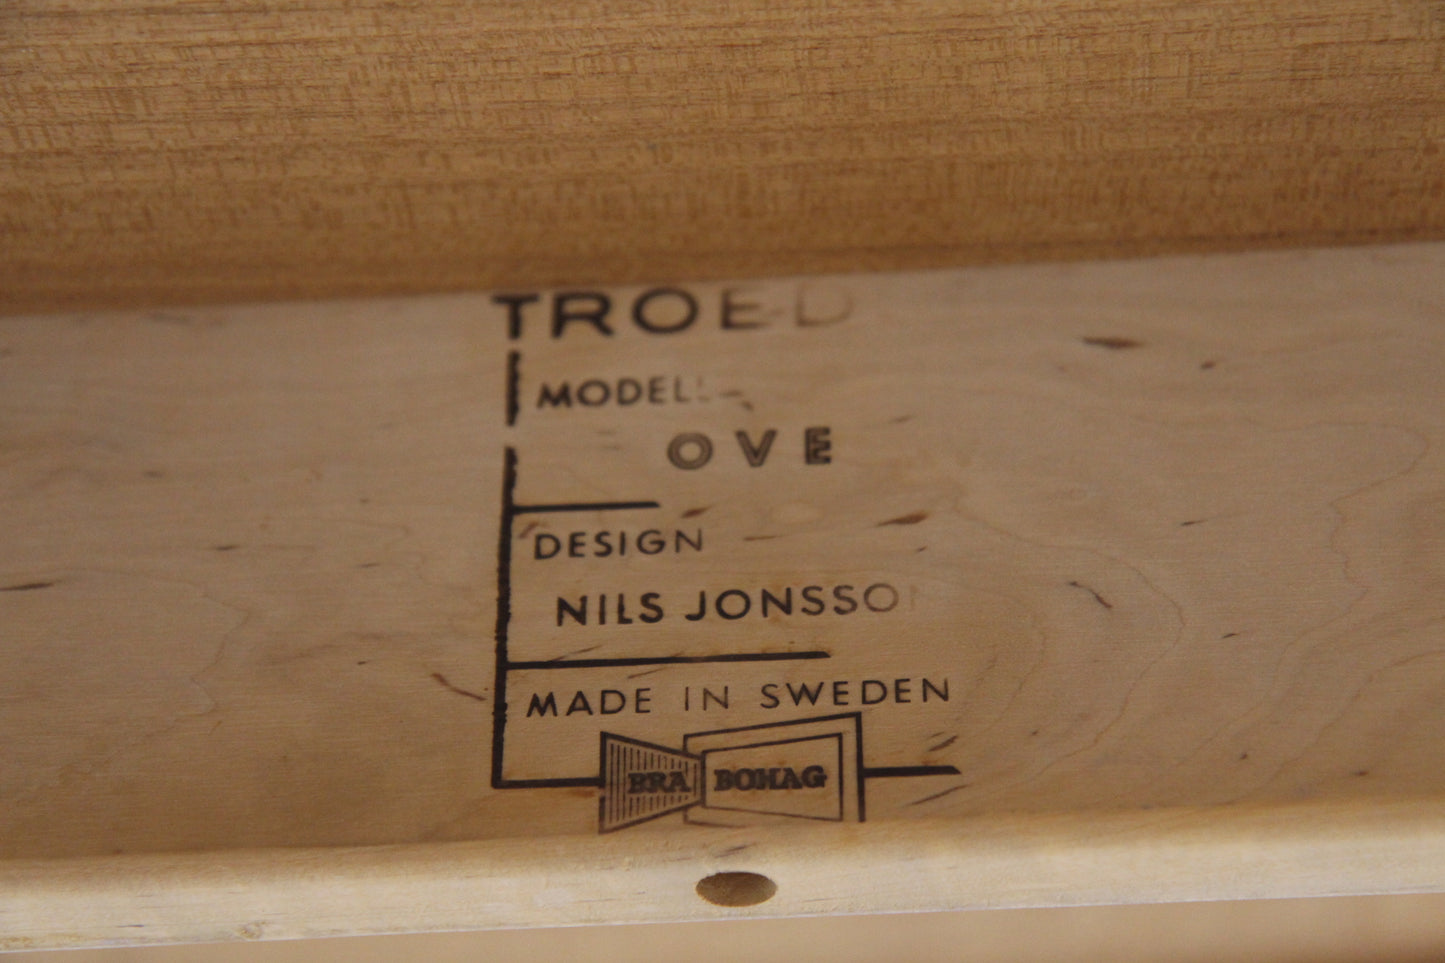 TROED
MODELL
OVE
DESIGN
NILS JONSSON
MADE IN SWEDEN
BRA BOHAG